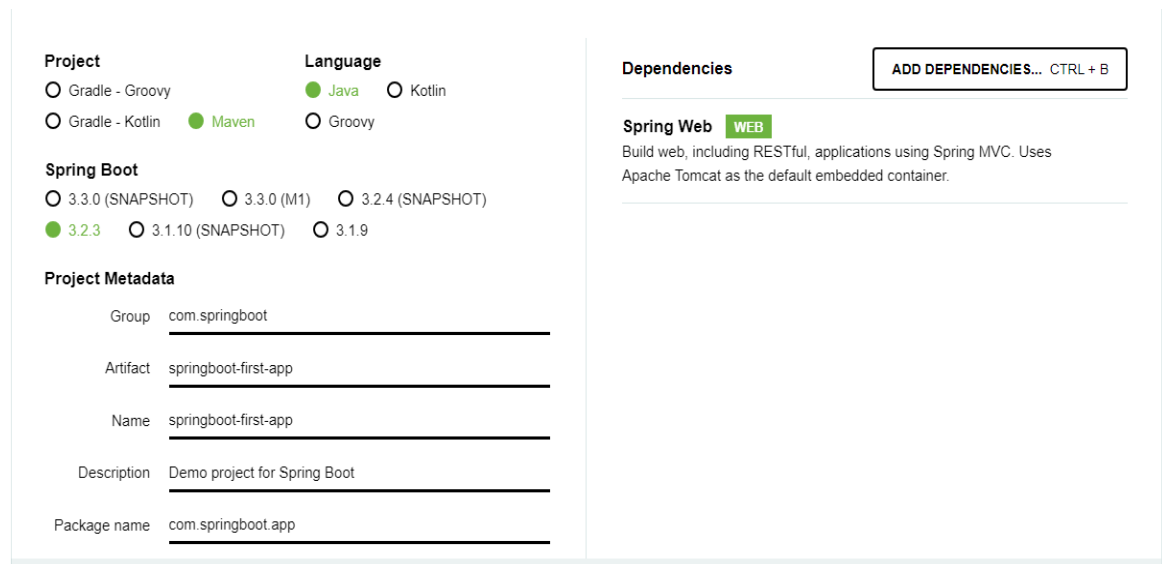 Project
Gradle - Groovy
Gradle - Kotlin Maven
Language
Java Kotlin
Groovy
Spring Boot
3.3.0 (SNAPSHOT) 3.3.0 (M1) 3.2.4 (SNAPSHOT)
3.2.3 3.1.10 (SNAPSHOT) 3.1.9
Project Metadata
Group com.springboot
Artifact springboot-first-app
Name springboot-first-app
Description Demo project for Spring Boot
Package name com.springboot.app
Dependencies ADD DEPENDENCIES... CTRL + B
Spring Web WEB
Build web, including RESTful, applications using Spring MVC. Uses
Apache Tomcat as the default embedded container.